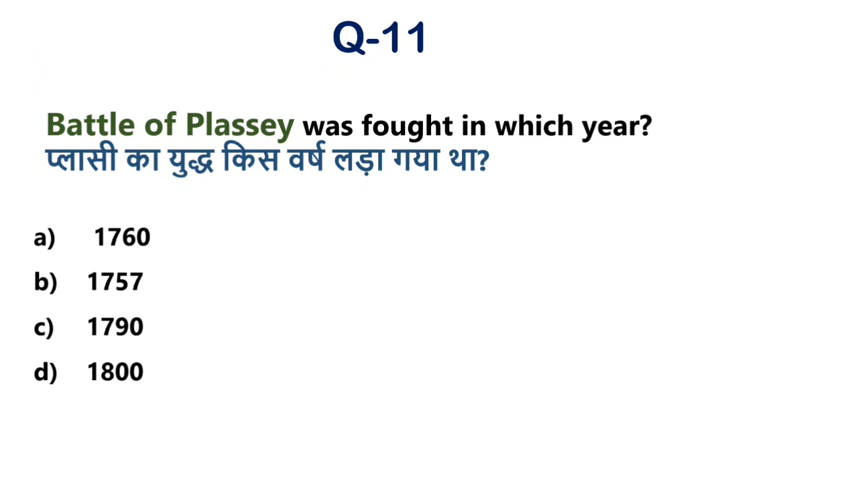 Q-11
Battle of Plassey was fought in which year?
प्लासी का युद्ध किस वर्ष लड़ा गया था?
a) 1760
b) 1757
c) 1790
d) 1800